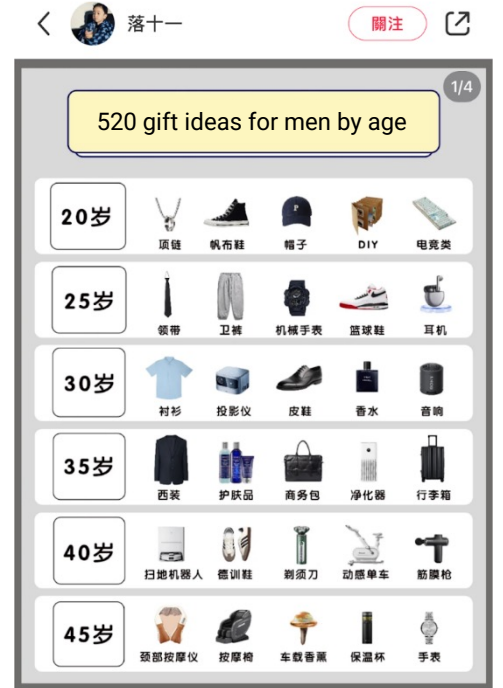 落十一
關注
1/4
520 gift ideas for men by age
20岁
项链 帆布鞋 帽子 DIY 电竞类
25岁
领带 卫裤 机械手表 篮球鞋 耳机
30岁
衬衫 投影仪 皮鞋 香水 音响
35岁
西装 护肤品 商务包 净化器 行李箱
40岁
扫地机器人 德训鞋 剃须刀 动感单车 筋膜枪
45岁
颈部按摩仪 按摩椅 车载香薰 保温杯 手表